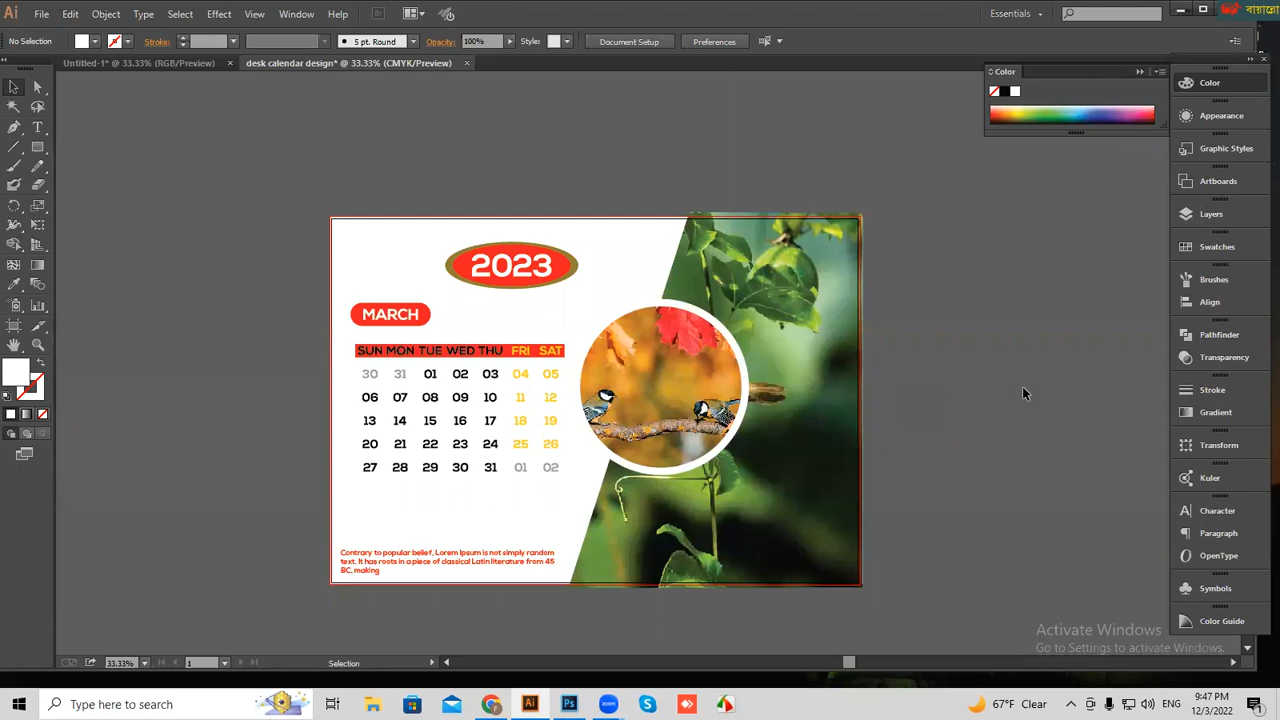 Ai File Edit Object Type Select Effect View Window Help Br Essentials
বায়ান্নো
No Selection Stroke: 5 pt. Round Opacity: 100% Style: Document Setup Preferences
Untitled-1* @ 33.33% (RGB/Preview) × desk calendar design* @ 33.33% (CMYK/Preview) ×
Color
Color
Appearance
Graphic Styles
Artboards
Layers
Swatches
Brushes
Align
Pathfinder
Transparency
Stroke
Gradient
Transform
Kuler
Character
Paragraph
OpenType
Symbols
Color Guide
2023
MARCH
SUN MON TUE WED THU FRI SAT
30 31 01 02 03 04 05
06 07 08 09 10 11 12
13 14 15 16 17 18 19
20 21 22 23 24 25 26
27 28 29 30 31 01 02
Contrary to popular belief, Lorem Ipsum is not simply random
text. It has roots in a piece of classical Latin literature from 45
BC, making
Activate Windows
Go to Settings to activate Windows.
33.33% 1 Selection
Type here to search
Ai Ps zoom 67°F Clear ENG 9:47 PM
12/3/2022